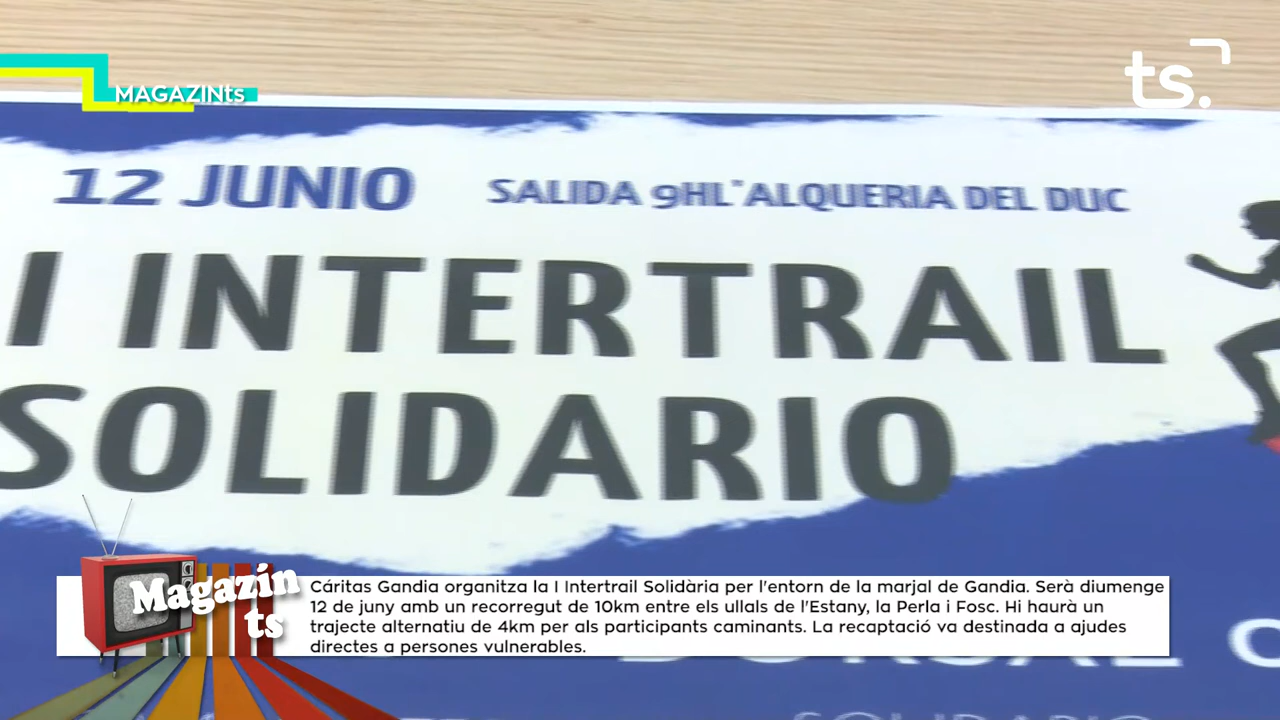 MAGAZINts
ts.
12 JUNIO SALIDA 9HL'ALQUERIA DEL DUC
I INTERTRAIL
SOLIDARIO
Magazin
ts
Cáritas Gandia organitza la I Intertrail Solidària per l'entorn de la marjal de Gandia. Serà diumenge
12 de juny amb un recorregut de 10km entre els ullals de l'Estany, la Perla i Fosc. Hi haurà un
trajecte alternatiu de 4km per als participants caminants. La recaptació va destinada a ajudes
directes a persones vulnerables.